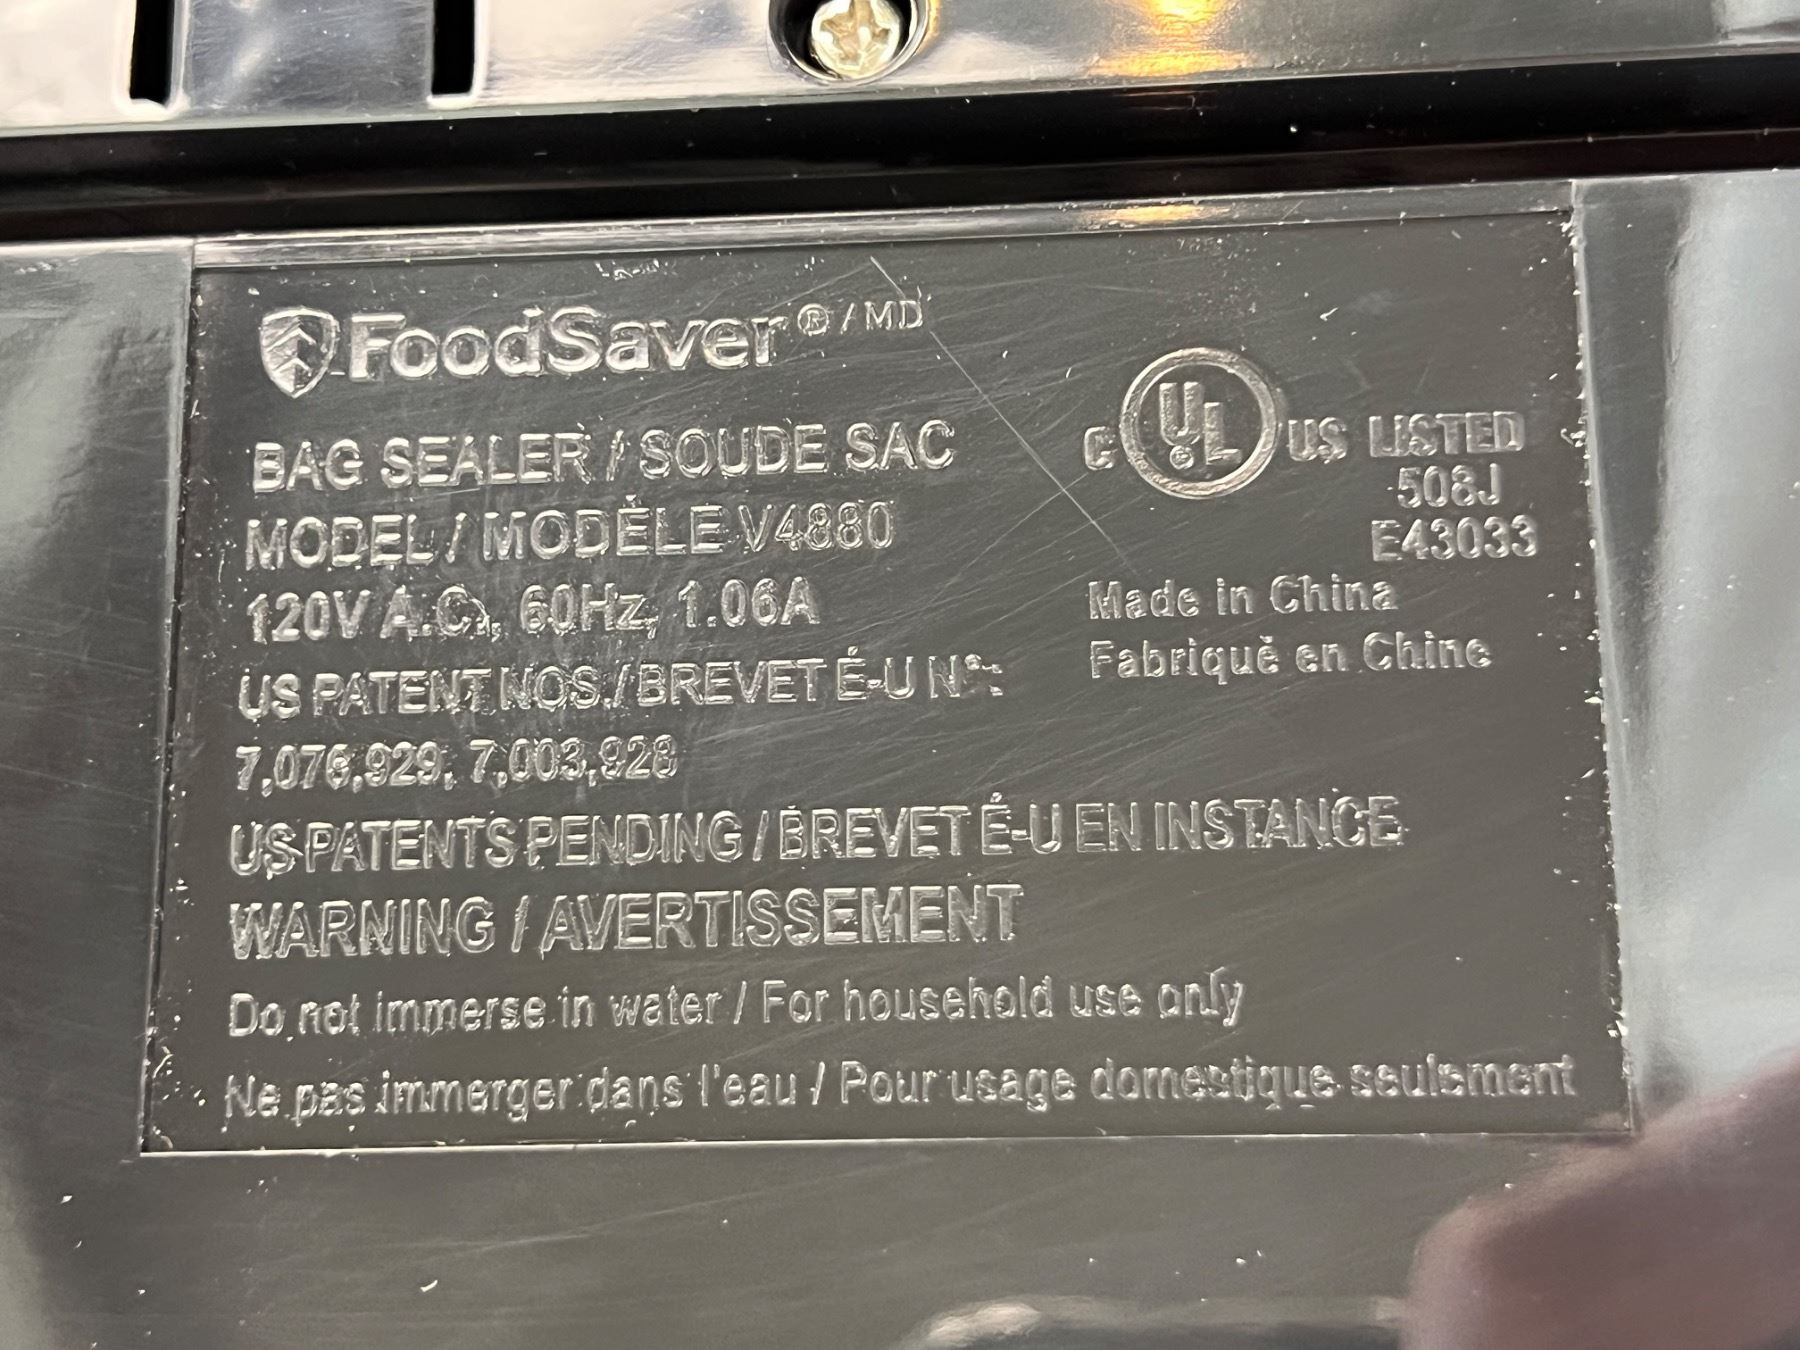 FoodSaver®/MD
BAG SEALER / SOUDE SAC
MODEL / MODÈLE V4880
120V A.C., 60Hz, 1.06A
US PATENT NOS./BREVET É-U N°:
7,076,929, 7,003,928
US PATENTS PENDING / BREVET É-U EN INSTANCE
WARNING / AVERTISSEMENT
Do not immerse in water / For household use only
Ne pas immerger dans l'eau / Pour usage domestique seulement
C UL US LISTED
508J
E43033
Made in China
Fabriqué en Chine